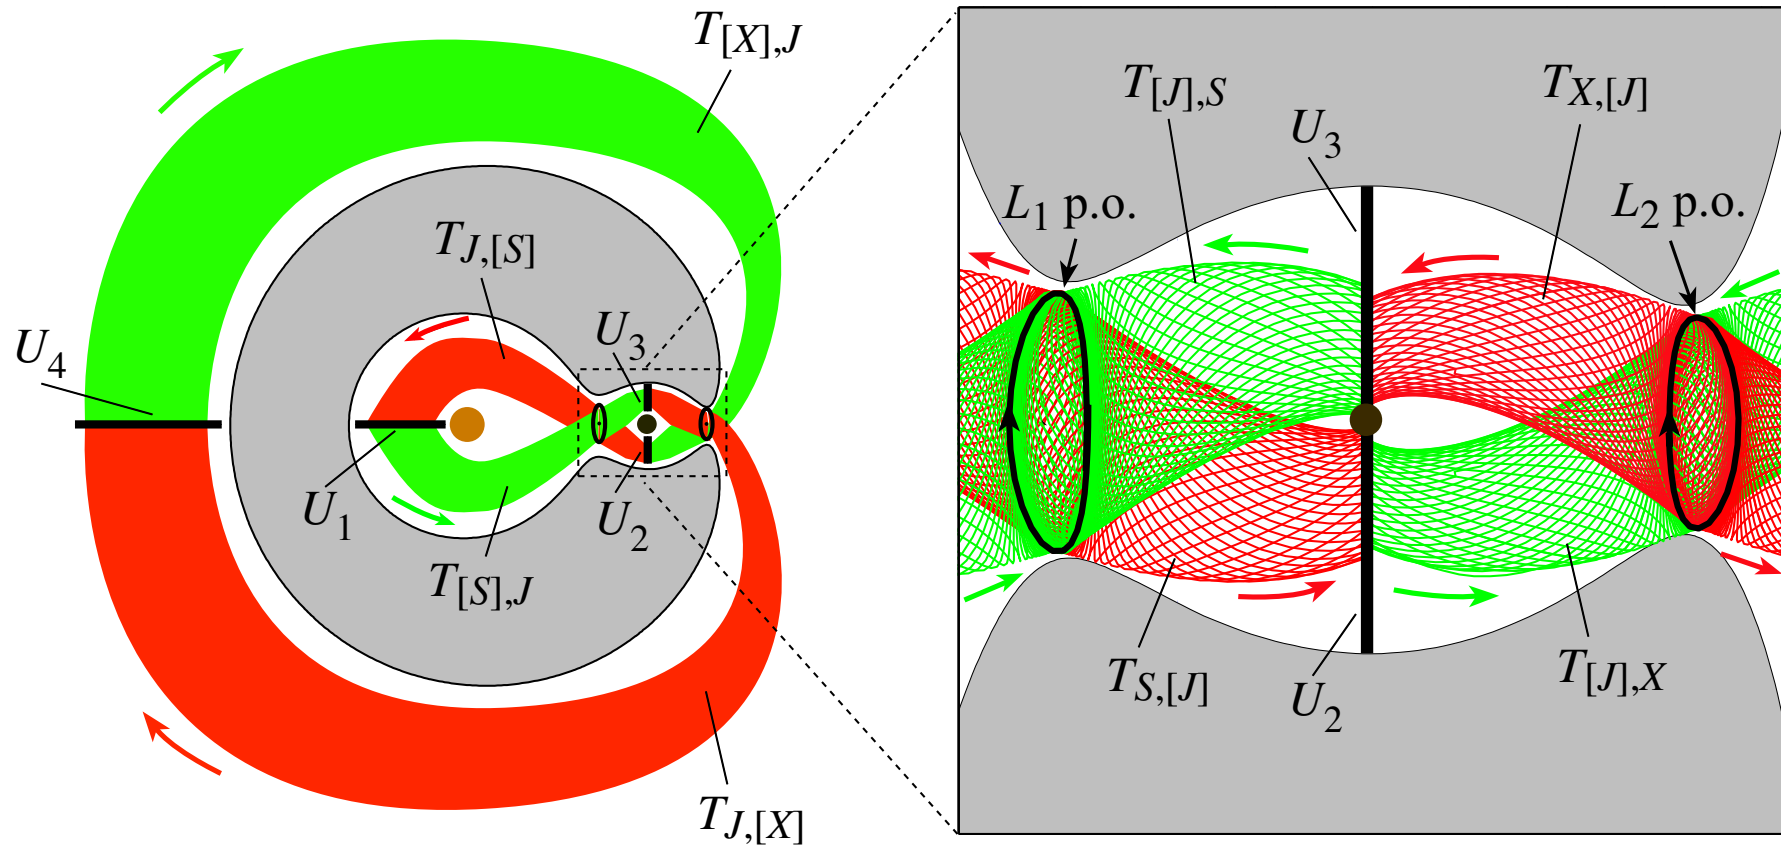 T[X],J
T[J],S
TX,[J]
U3
L1 p.o.
L2 p.o.
TJ,[S]
U3
U4
U1
U2
T[S],J
TS,[J]
T[J],X
U2
TJ,[X]